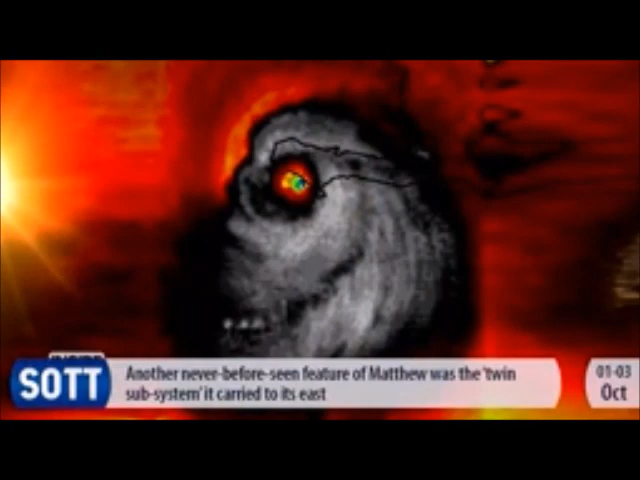 SOTT
Another never-before-seen feature of Matthew was the 'twin
sub-system' it carried to its east
01-03
Oct